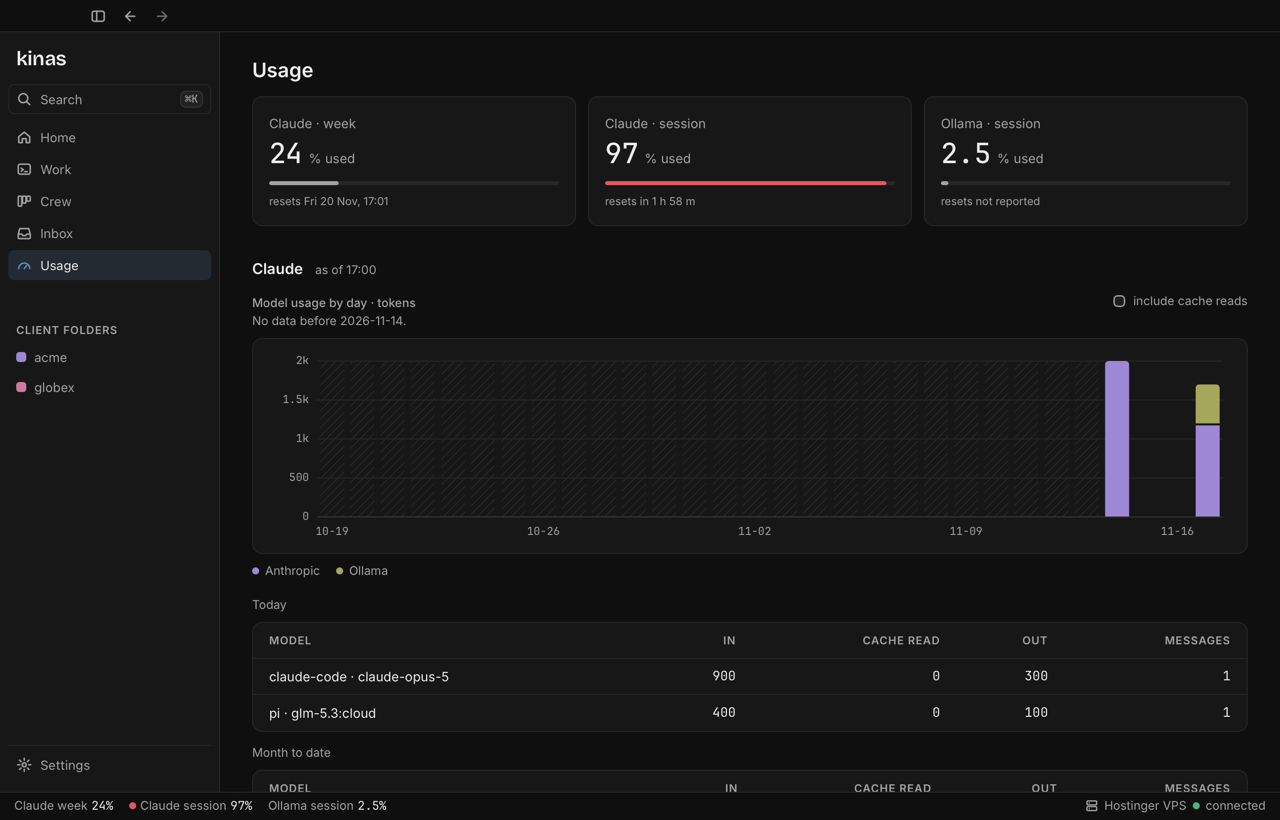 kinas
Search ⌘K
Home
Work
Crew
Inbox
Usage
CLIENT FOLDERS
acme
globex
Settings
Usage
Claude · week
24 % used
resets Fri 20 Nov, 17:01
Claude · session
97 % used
resets in 1 h 58 m
Ollama · session
2.5 % used
resets not reported
Claude as of 17:00
Model usage by day · tokens
include cache reads
No data before 2026-11-14.
2k
1.5k
1k
500
0
10-19 10-26 11-02 11-09 11-16
Anthropic Ollama
Today
MODEL IN CACHE READ OUT MESSAGES
claude-code · claude-opus-5 900 0 300 1
pi · glm-5.3:cloud 400 0 100 1
Month to date
MODEL IN CACHE READ OUT MESSAGES
Claude week 24% Claude session 97% Ollama session 2.5% Hostinger VPS connected